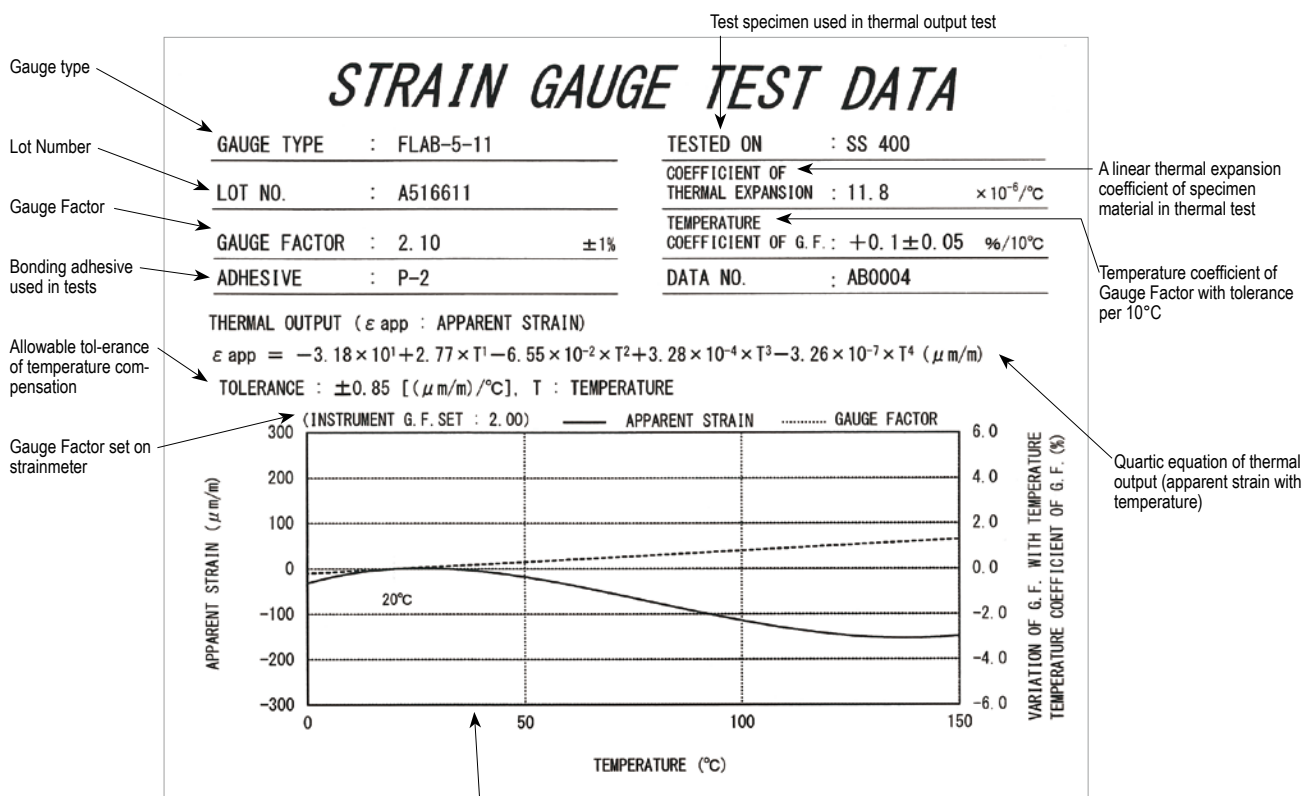 Test specimen used in thermal output test
Gauge type
STRAIN GAUGE TEST DATA
GAUGE TYPE : FLAB-5-11
TESTED ON : SS 400
Lot Number
LOT NO. : A516611
COEFFICIENT OF
THERMAL EXPANSION : 11.8 ×10⁻⁶/℃
A linear thermal expansion
coefficient of specimen
material in thermal test
Gauge Factor
GAUGE FACTOR : 2.10 ±1%
TEMPERATURE
COEFFICIENT OF G.F. : +0.1±0.05 %/10℃
Bonding adhesive
used in tests
ADHESIVE : P-2
DATA NO. : AB0004
Temperature coefficient of
Gauge Factor with tolerance
per 10°C
THERMAL OUTPUT (ε app : APPARENT STRAIN)
ε app = −3.18×10¹+2.77×T¹−6.55×10⁻²×T²+3.28×10⁻⁴×T³−3.26×10⁻⁷×T⁴ (μm/m)
Allowable tol-erance
of temperature com-
pensation
TOLERANCE : ±0.85 [(μm/m)/℃], T : TEMPERATURE
Gauge Factor set on
strainmeter
(INSTRUMENT G.F.SET : 2.00) APPARENT STRAIN GAUGE FACTOR
Quartic equation of thermal
output (apparent strain with
temperature)
APPARENT STRAIN (μm/m)
300
200
100
0
-100
-200
-300
20℃
6.0
4.0
2.0
0.0
-2.0
-4.0
-6.0
VARIATION OF G.F. WITH TEMPERATURE
TEMPERATURE COEFFICIENT OF G.F.(%)
0 50 100 150
TEMPERATURE (℃)